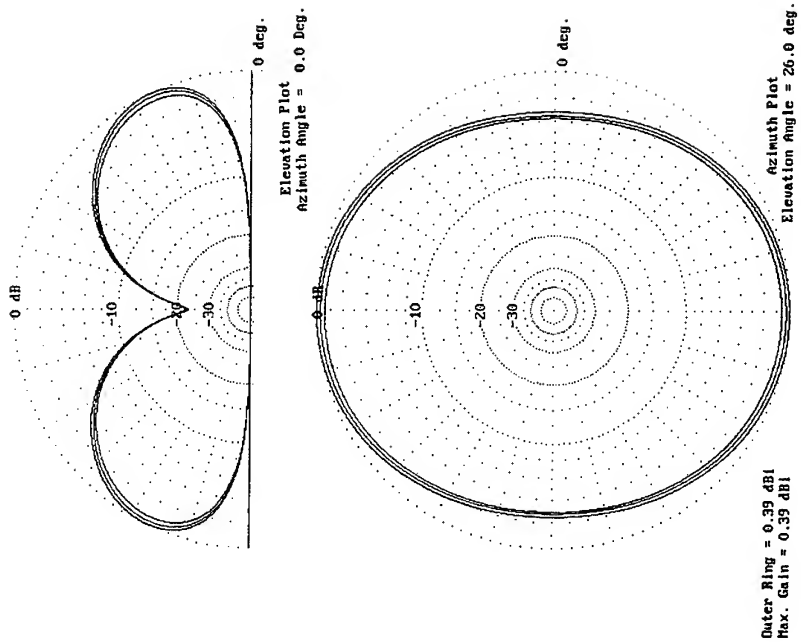 0 dB
-10
-20
-30
0 deg.
Elevation Plot
Azimuth Angle = 0.0 Deg.
0 dB
-10
-20
-30
0 deg.
Azimuth Plot
Elevation Angle = 26.0 deg.
Outer Ring = 0.39 dBi
Max. Gain = 0.39 dBi